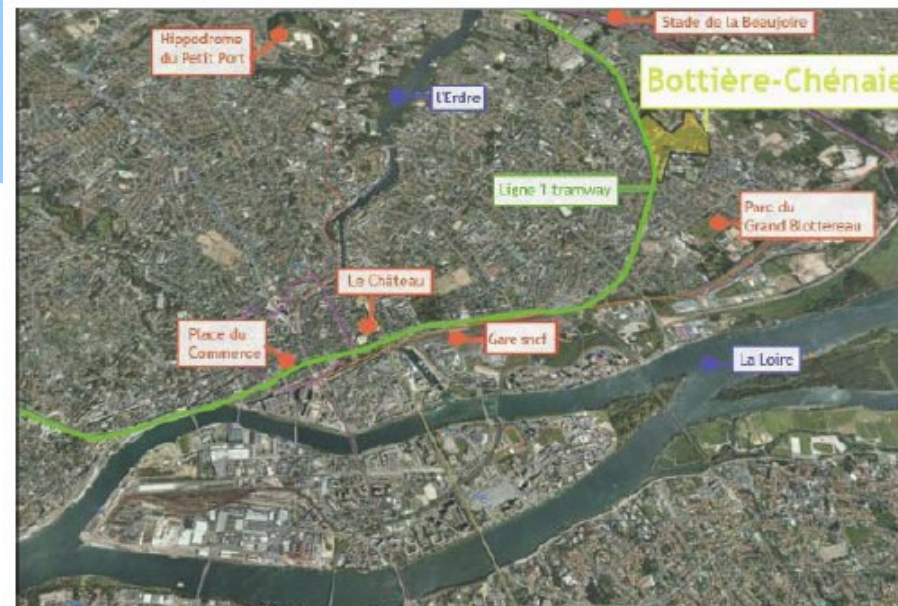 Stade de la Beaujoire
Hippodrome
du Petit Port
Bottière-Chénaie
l'Erdre
Ligne 1 tramway
Parc du
Grand Blottereau
Le Château
Place du
Commerce
Gare sncf
La Loire